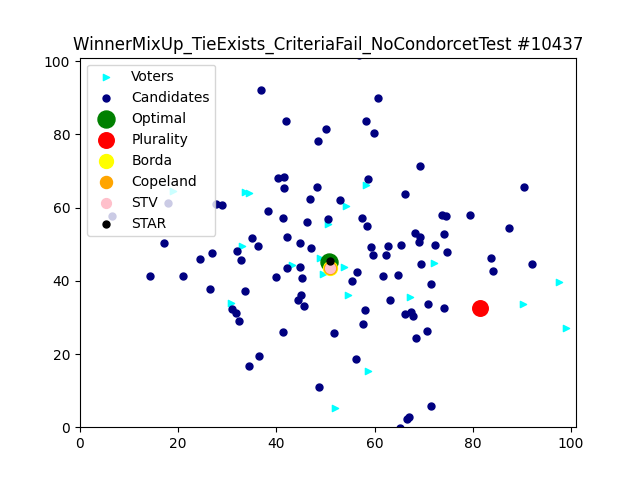 WinnerMixUp_TieExists_CriteriaFail_NoCondorcetTest #10437
100
80
60
40
20
0
0 20 40 60 80 100
Voters
Candidates
Optimal
Plurality
Borda
Copeland
STV
STAR